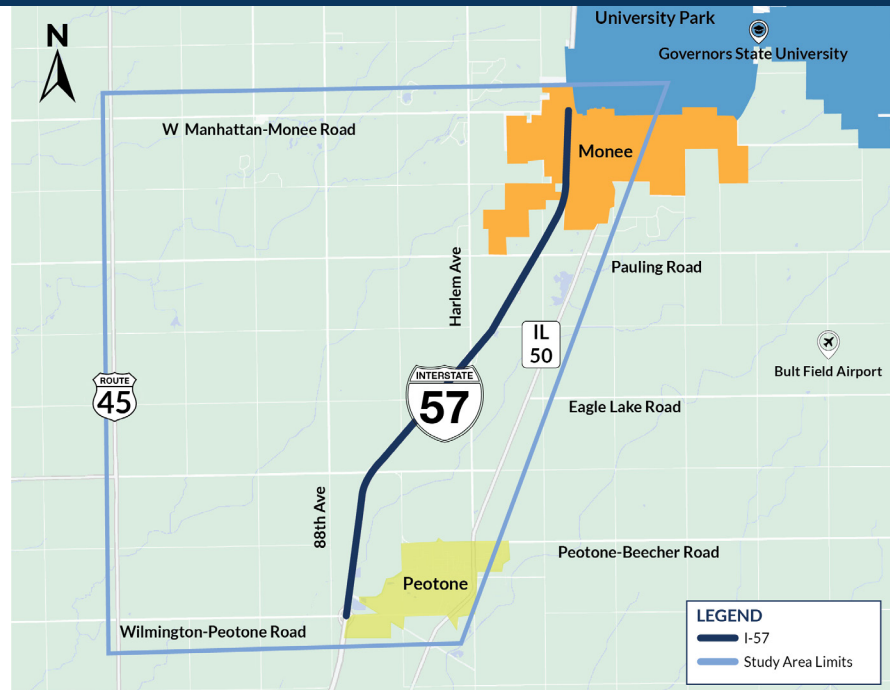 N
University Park
Governors State University
W Manhattan-Monee Road
Monee
Harlem Ave
Pauling Road
IL
50
Bult Field Airport
ROUTE
45
INTERSTATE
57
Eagle Lake Road
88th Ave
Peotone-Beecher Road
Peotone
Wilmington-Peotone Road
LEGEND
I-57
Study Area Limits